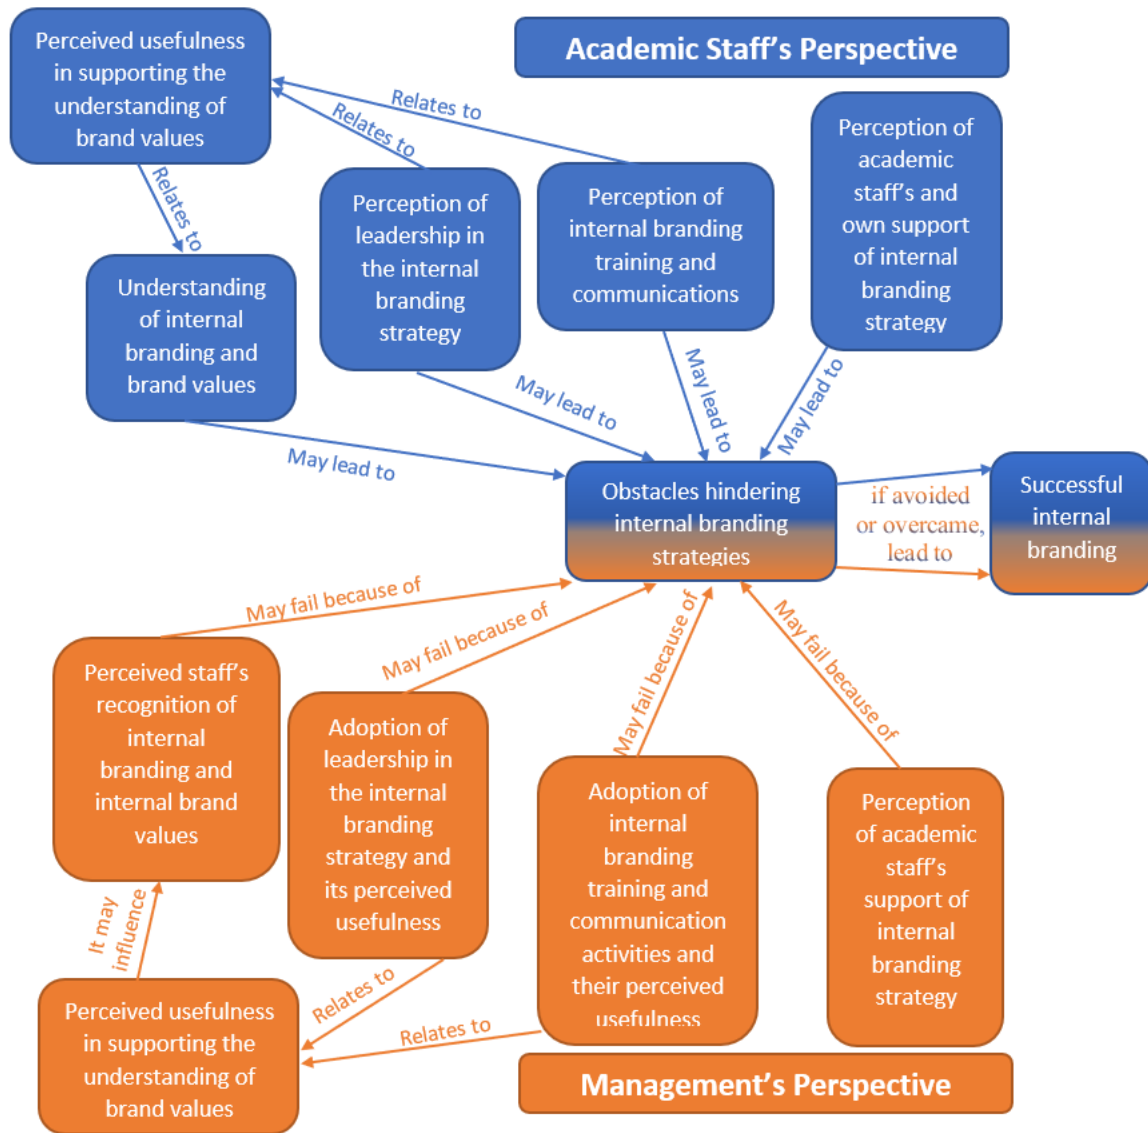 Academic Staff's Perspective
Perceived usefulness
in supporting the
understanding of
brand values
Relates to
Relates to
Relates to
Perception of
leadership in
the internal
branding
strategy
Perception of
internal branding
training and
communications
Perception of
academic
staff's and
own support
of internal
branding
strategy
Understanding
of internal
branding and
brand values
May lead to
May lead to
May lead to
May lead to
Obstacles hindering
internal branding
strategies
if avoided
or overcame,
lead to
Successful
internal
branding
May fail because of
May fail because of
May fail because of
May fail because of
Perceived staff's
recognition of
internal
branding and
internal brand
values
Adoption of
leadership in
the internal
branding
strategy and
its perceived
usefulness
Adoption of
internal
branding
training and
communication
activities and
their perceived
usefulness
Perception
of academic
staff's
support of
internal
branding
strategy
It may
influence
Relates to
Relates to
Perceived usefulness
in supporting the
understanding of
brand values
Management's Perspective